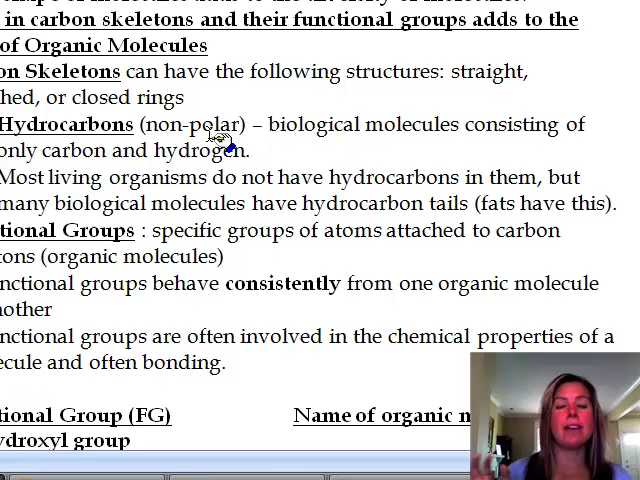 in carbon skeletons and their functional groups adds to the
of Organic Molecules
on Skeletons can have the following structures: straight,
hed, or closed rings
Hydrocarbons (non-polar) – biological molecules consisting of
only carbon and hydrogen.
Most living organisms do not have hydrocarbons in them, but
many biological molecules have hydrocarbon tails (fats have this).
tional Groups : specific groups of atoms attached to carbon
tons (organic molecules)
nctional groups behave consistently from one organic molecule
nother
nctional groups are often involved in the chemical properties of a
ecule and often bonding.
tional Group (FG) Name of organic m
ydroxyl group